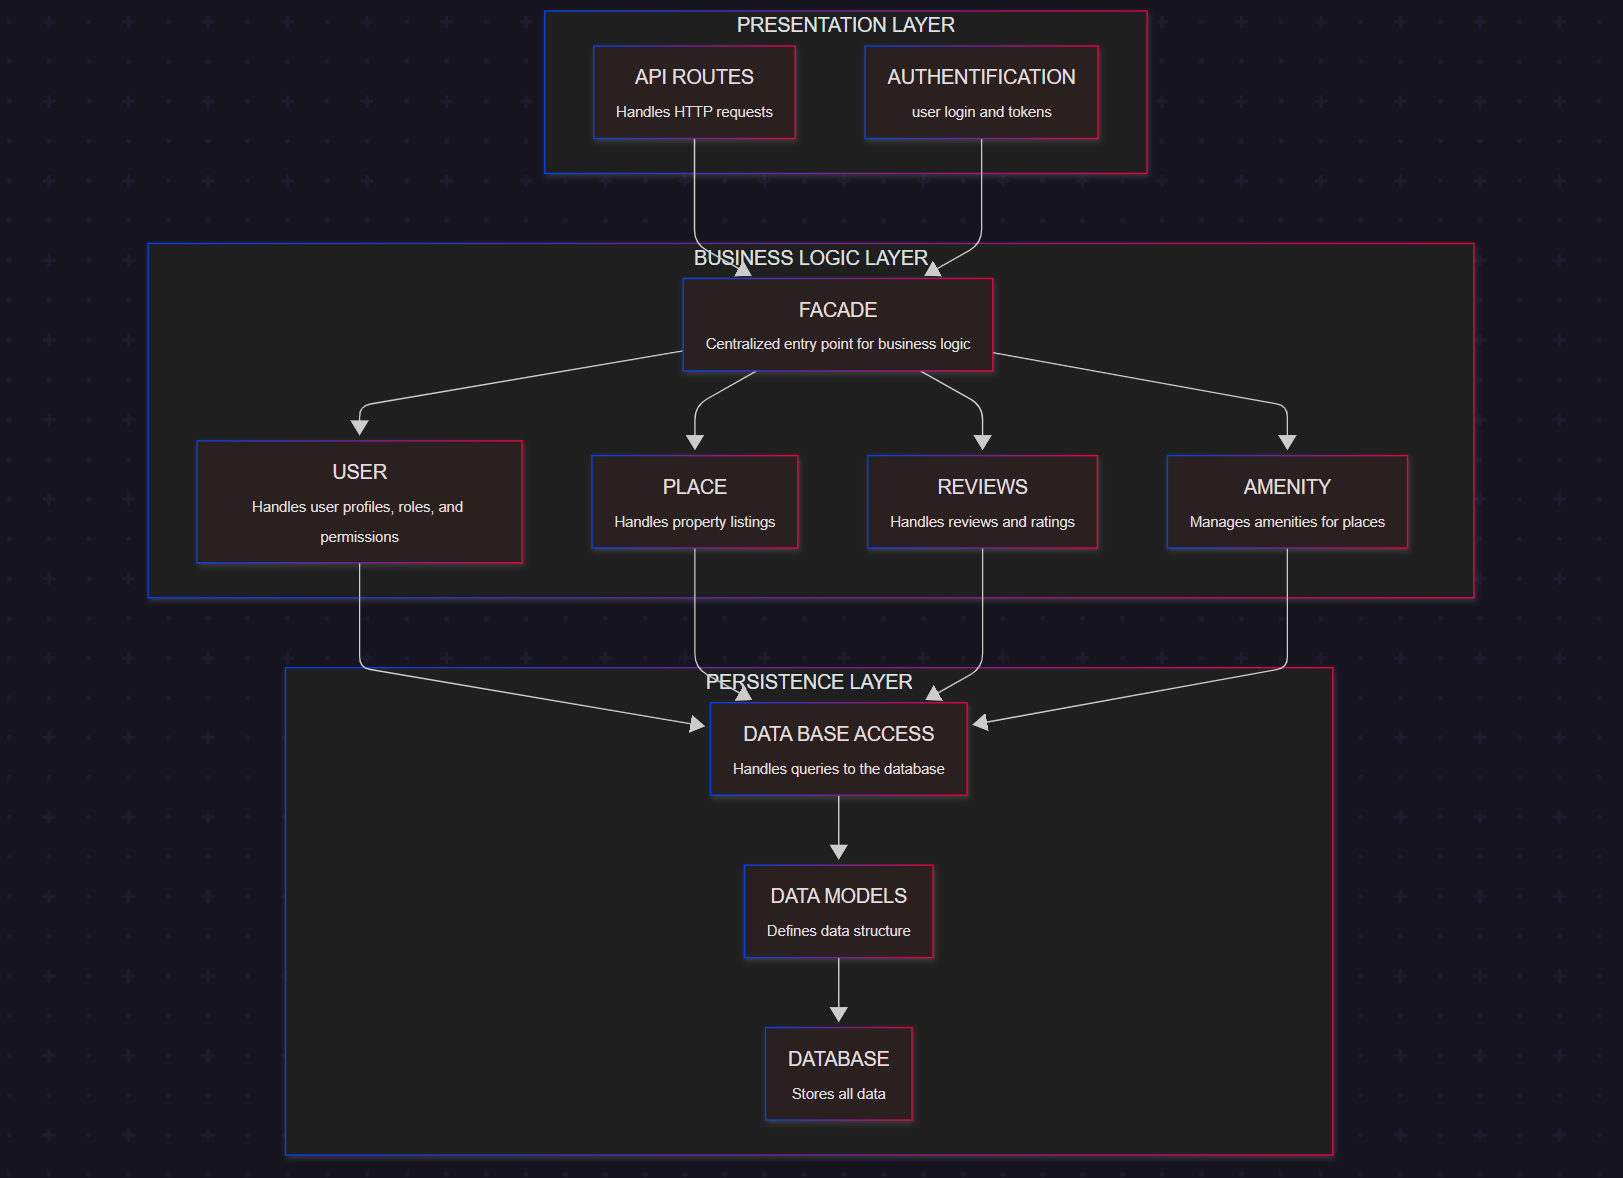 PRESENTATION LAYER
API ROUTES
Handles HTTP requests
AUTHENTIFICATION
user login and tokens
BUSINESS LOGIC LAYER
FACADE
Centralized entry point for business logic
USER
Handles user profiles, roles, and
permissions
PLACE
Handles property listings
REVIEWS
Handles reviews and ratings
AMENITY
Manages amenities for places
PERSISTENCE LAYER
DATA BASE ACCESS
Handles queries to the database
DATA MODELS
Defines data structure
DATABASE
Stores all data